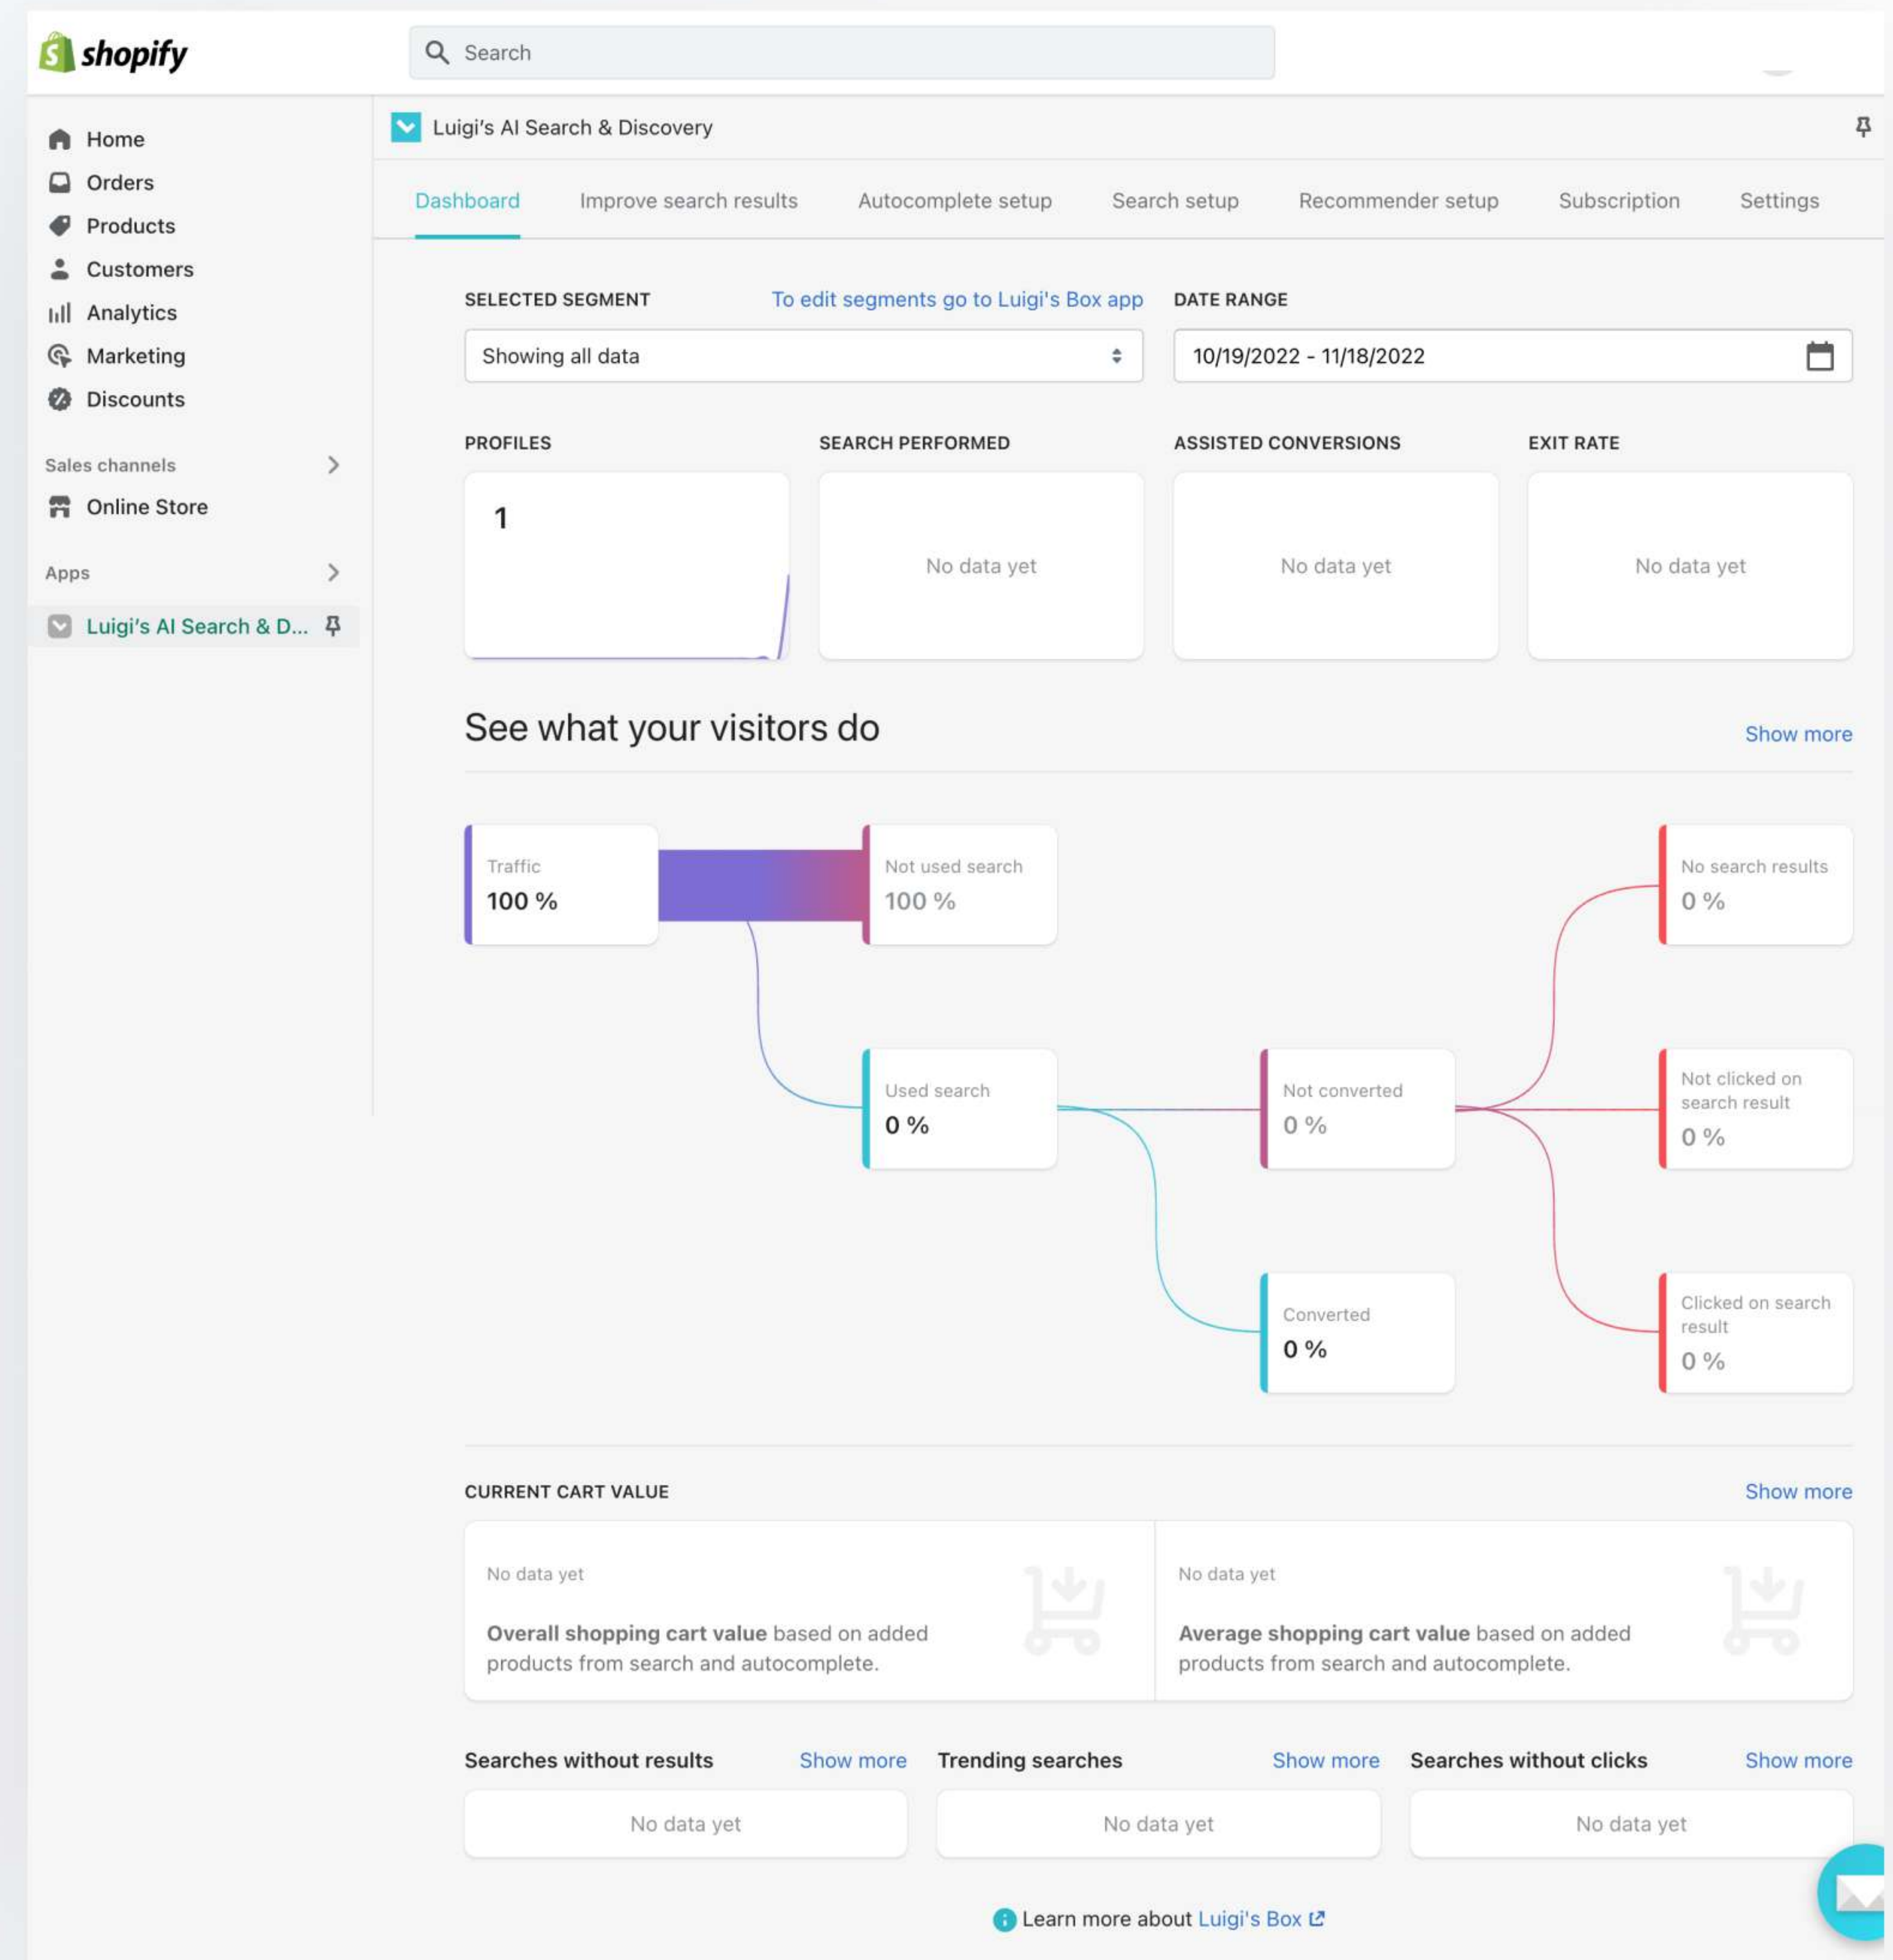 shopify
Search
Home
Orders
Products
Customers
Analytics
Marketing
Discounts
Sales channels
Online Store
Apps
Luigi's AI Search & D...
Luigi's AI Search & Discovery
Dashboard Improve search results Autocomplete setup Search setup Recommender setup Subscription Settings
SELECTED SEGMENT To edit segments go to Luigi's Box app DATE RANGE
Showing all data 10/19/2022 - 11/18/2022
PROFILES SEARCH PERFORMED ASSISTED CONVERSIONS EXIT RATE
1
No data yet No data yet No data yet
See what your visitors do Show more
Traffic
100 %
Not used search
100 %
No search results
0 %
Used search
0 %
Not converted
0 %
Not clicked on
search result
0 %
Converted
0 %
Clicked on search
result
0 %
CURRENT CART VALUE Show more
No data yet
Overall shopping cart value based on added
products from search and autocomplete.
No data yet
Average shopping cart value based on added
products from search and autocomplete.
Searches without results Show more Trending searches Show more Searches without clicks Show more
No data yet No data yet No data yet
Learn more about Luigi's Box